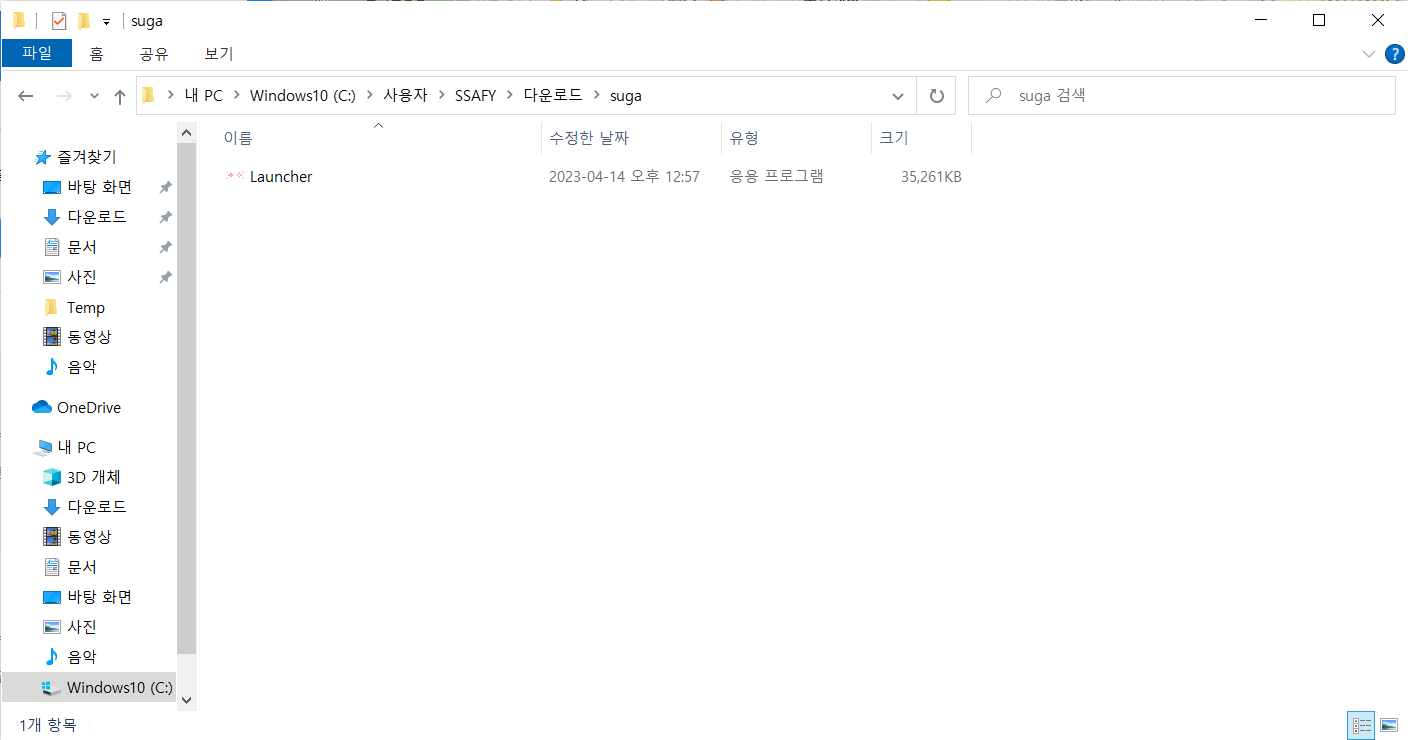 suga
파일 홈 공유 보기
내 PC Windows10 (C:) 사용자 SSAFY 다운로드 suga
suga 검색
이름 수정한 날짜 유형 크기
Launcher 2023-04-14 오후 12:57 응용 프로그램 35,261KB
즐겨찾기
바탕 화면
다운로드
문서
사진
Temp
동영상
음악
OneDrive
내 PC
3D 개체
다운로드
동영상
문서
바탕 화면
사진
음악
Windows10 (C:)
1개 항목